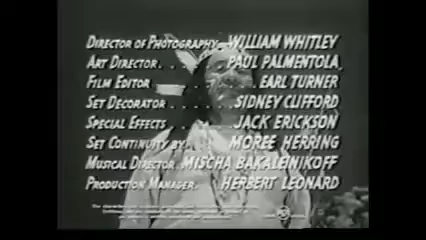 DIRECTOR OF PHOTOGRAPHY WILLIAM WHITLEY
ART DIRECTOR. . . . . PAUL PALMENTOLA
FILM EDITOR . . . . . . EARL TURNER
SET DECORATOR. . . . . SIDNEY CLIFFORD
SPECIAL EFFECTS . . . . JACK ERICKSON
SET CONTINUITY BY. . . MOREE HERRING
MUSICAL DIRECTOR. MISCHA BAKALEINIKOFF
PRODUCTION MANAGER. HERBERT LEONARD